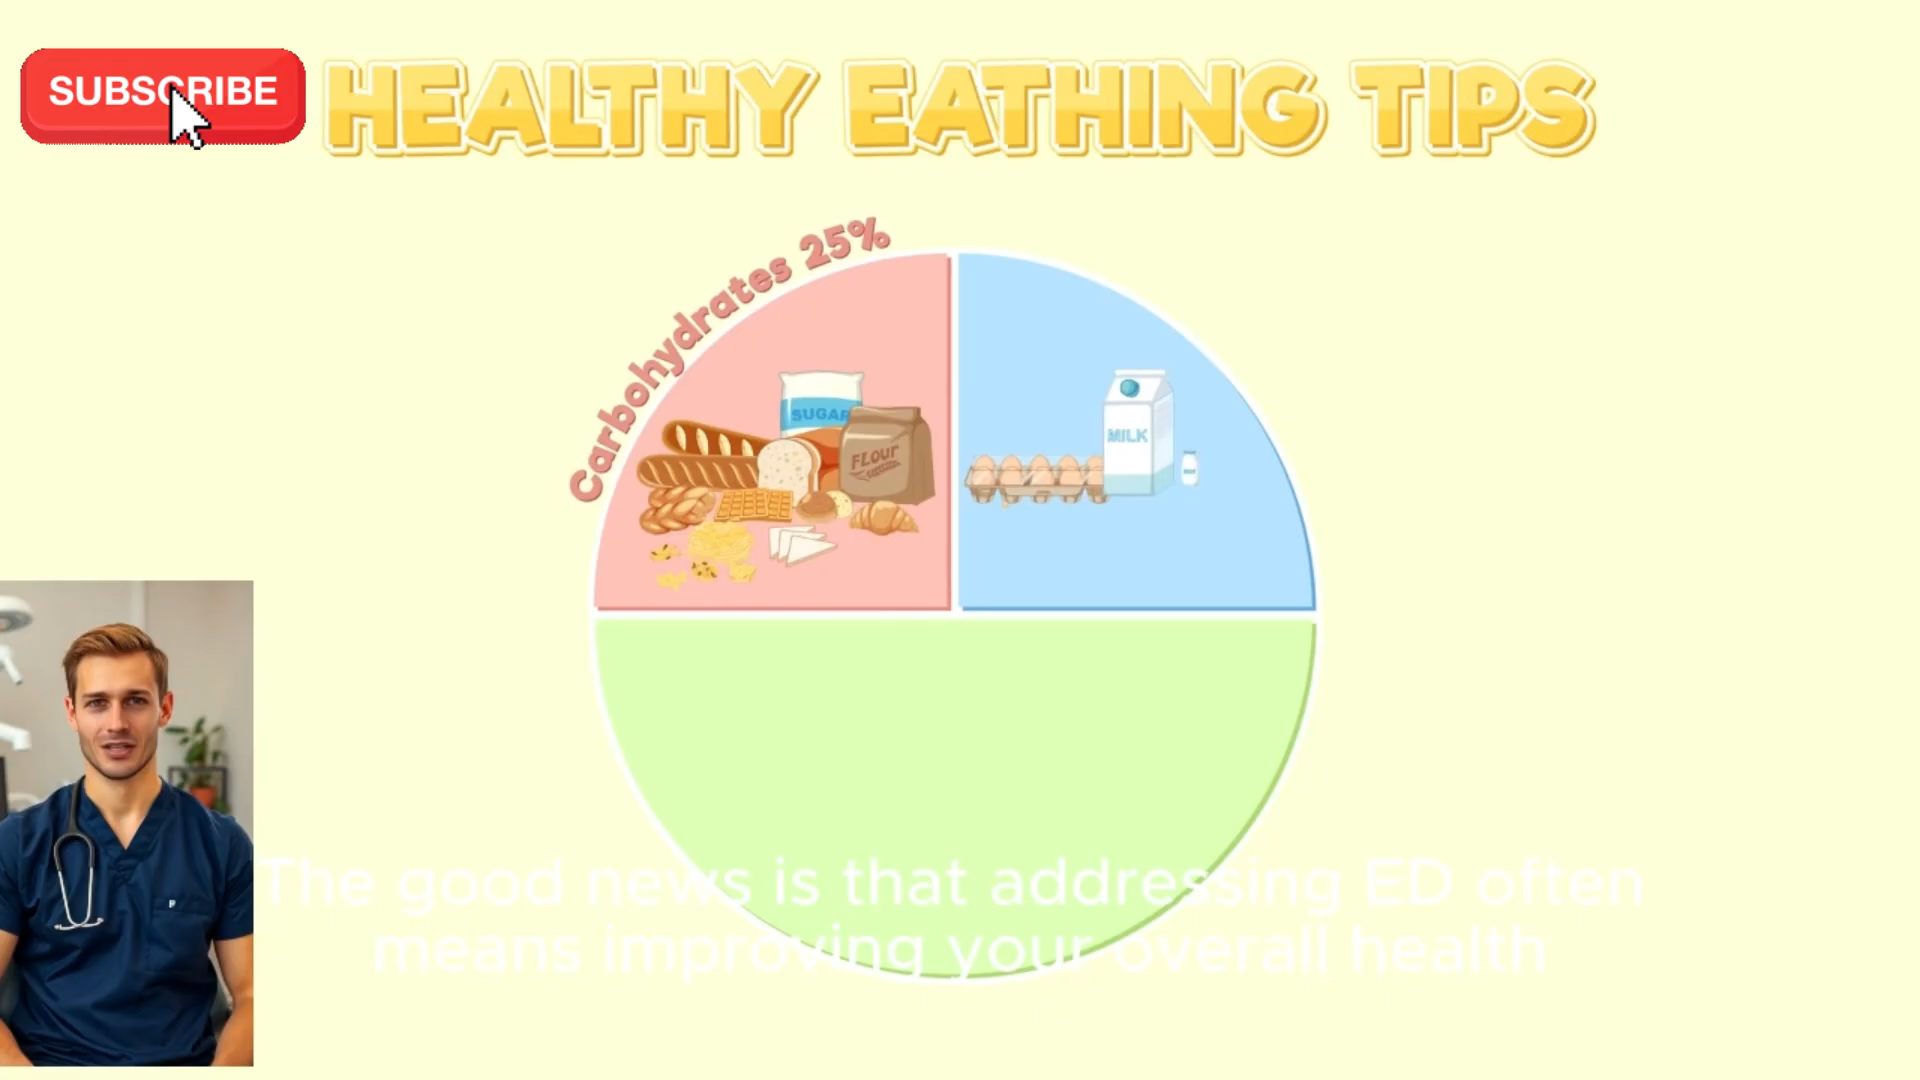 SUBSCRIBE
HEALTHY EATHING TIPS
Carbohydrates 25%
SUGAR
FLOUR
MILK
The good news is that addressing ED often
means improving your overall health